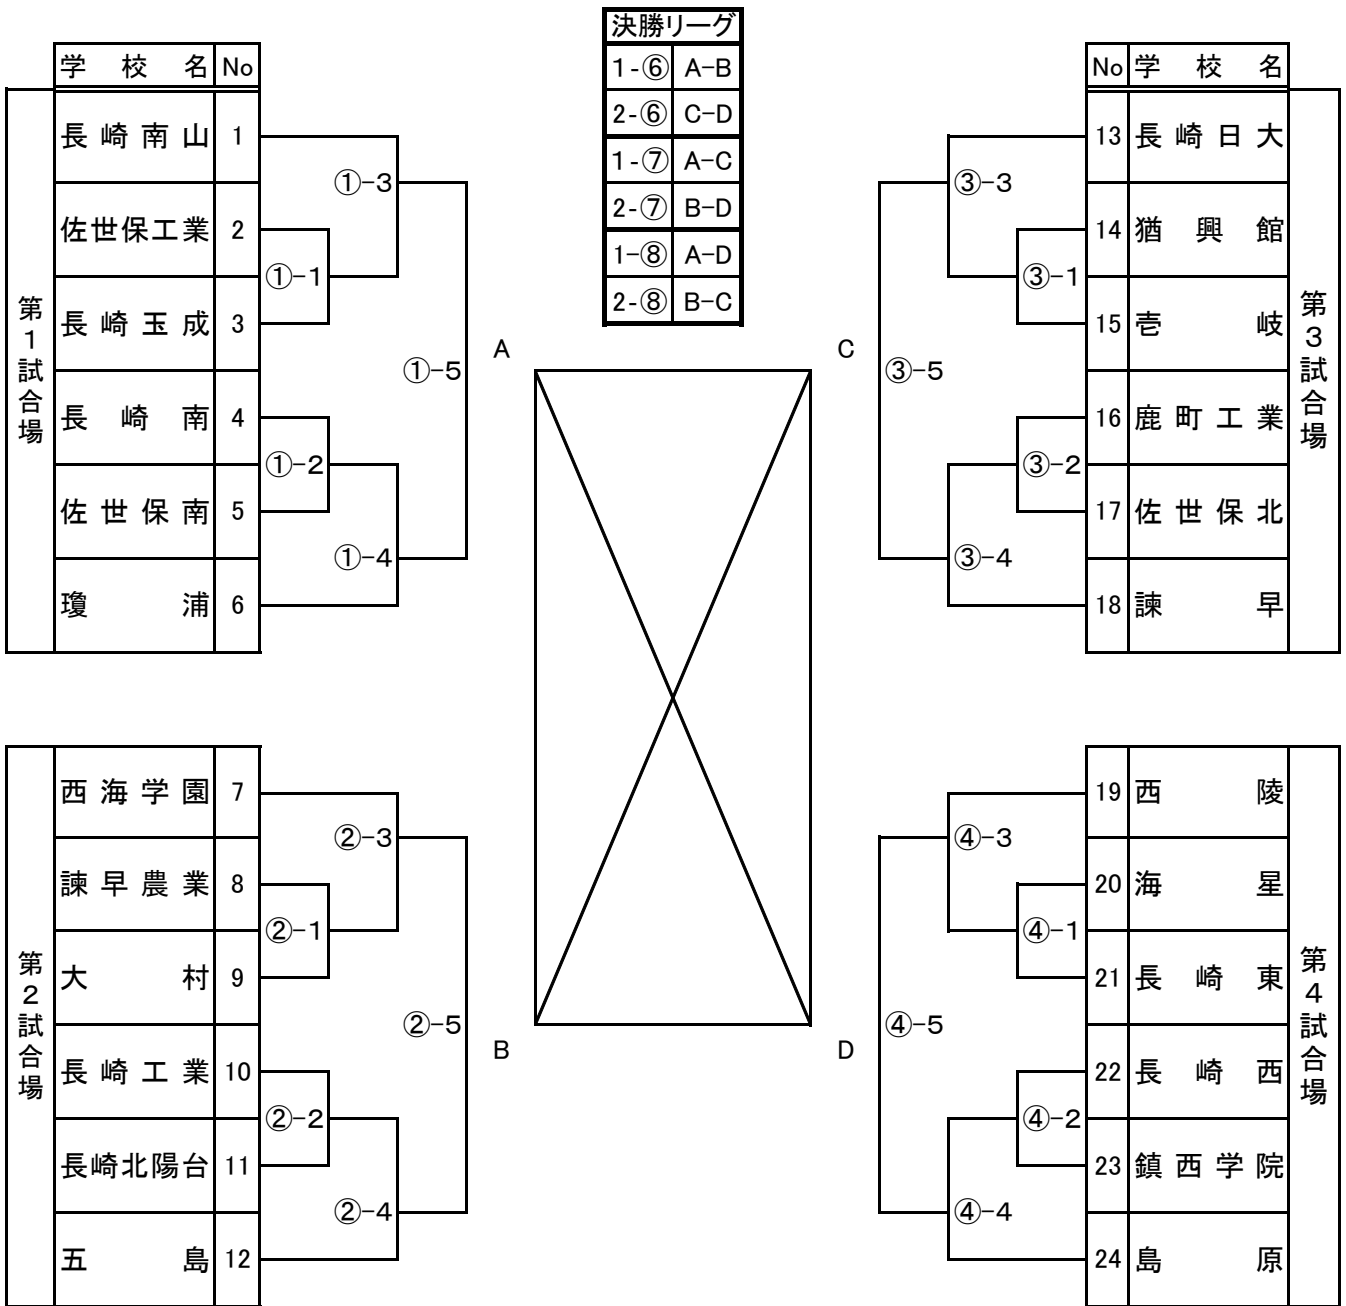 決勝リーグ
1-⑥ A-B
2-⑥ C-D
1-⑦ A-C
2-⑦ B-D
1-⑧ A-D
2-⑧ B-C
学校名 No
第1試合場
長崎南山 1
佐世保工業 2
長崎玉成 3
長崎南 4
佐世保南 5
瓊浦 6
①-3
①-1
①-5
①-2
①-4
A
第2試合場
西海学園 7
諫早農業 8
大村 9
長崎工業 10
長崎北陽台 11
五島 12
②-3
②-1
②-5
②-2
②-4
B
No 学校名
13 長崎日大
14 猶興館
15 壱岐
16 鹿町工業
17 佐世保北
18 諫早
第3試合場
③-3
③-1
③-5
③-2
③-4
C
19 西陵
20 海星
21 長崎東
22 長崎西
23 鎮西学院
24 島原
第4試合場
④-3
④-1
④-5
④-2
④-4
D